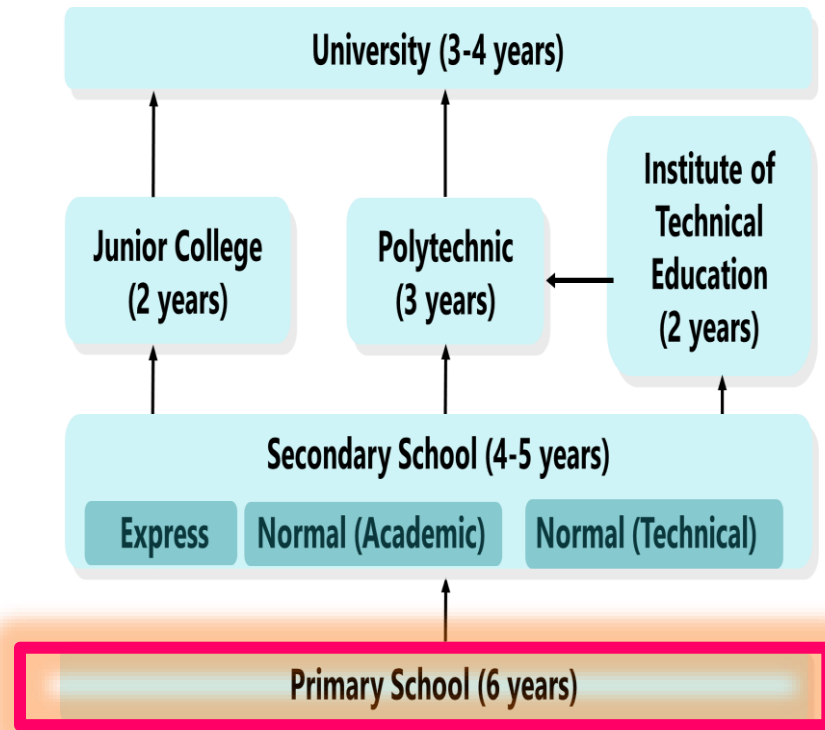 University (3-4 years)
Junior College
(2 years)
Polytechnic
(3 years)
Institute of
Technical
Education
(2 years)
Secondary School (4-5 years)
Express
Normal (Academic)
Normal (Technical)
Primary School (6 years)